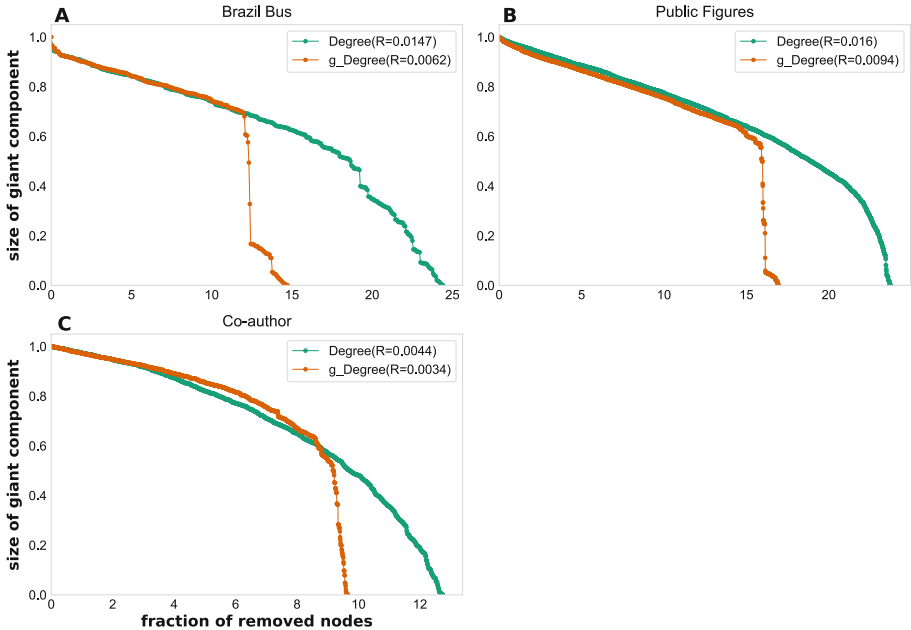 A Brazil Bus
Degree(R=0.0147)
g_Degree(R=0.0062)
size of giant component
1.0
0.8
0.6
0.4
0.2
0.0
0 5 10 15 20 25
B Public Figures
Degree(R=0.016)
g_Degree(R=0.0094)
1.0
0.8
0.6
0.4
0.2
0.0
0 5 10 15 20
C Co-author
Degree(R=0.0044)
g_Degree(R=0.0034)
size of giant component
1.0
0.8
0.6
0.4
0.2
0.0
0 2 4 6 8 10 12
fraction of removed nodes